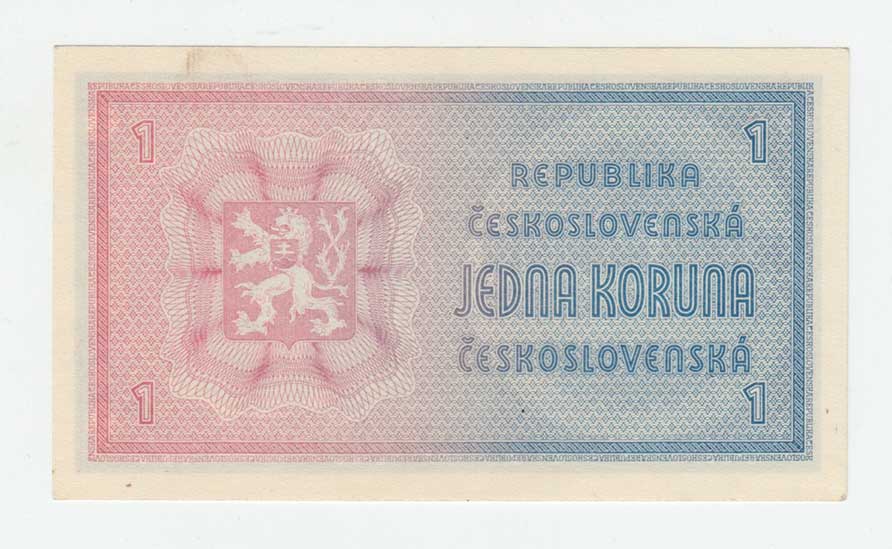 1
1
REPUBLIKA
ČESKOSLOVENSKÁ
JEDNA KORUNA
ČESKOSLOVENSKÁ
1
1